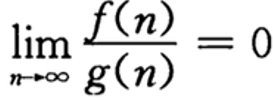 lim_{n→∞} f(n)/g(n) = 0